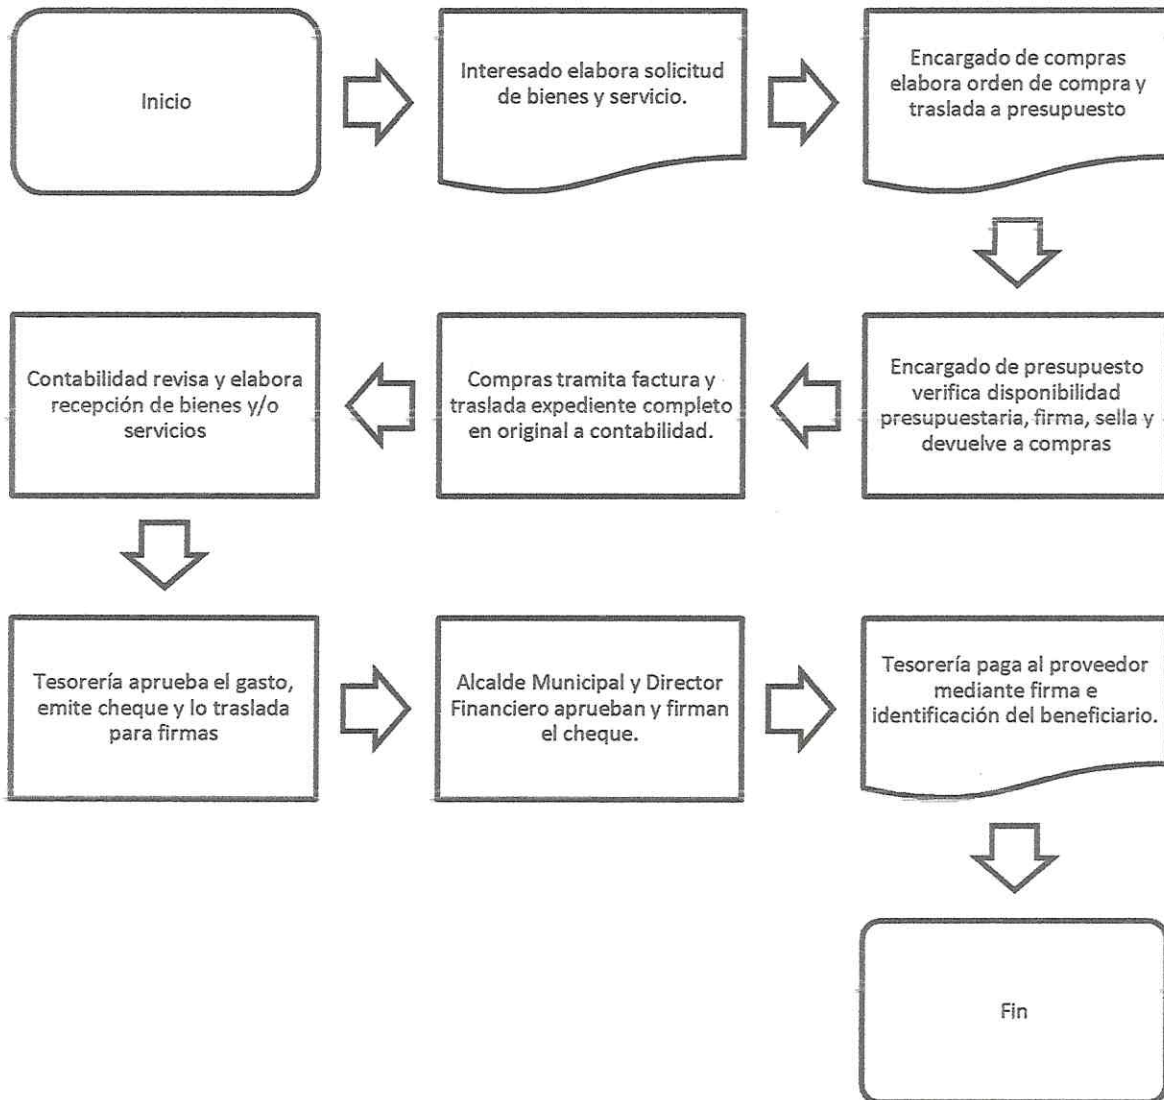 Inicio
Interesado elabora solicitud
de bienes y servicio.
Encargado de compras
elabora orden de compra y
traslada a presupuesto
Encargado de presupuesto
verifica disponibilidad
presupuestaria, firma, sella y
devuelve a compras
Compras tramita factura y
traslada expediente completo
en original a contabilidad.
Contabilidad revisa y elabora
recepción de bienes y/o
servicios
Tesorería aprueba el gasto,
emite cheque y lo traslada
para firmas
Alcalde Municipal y Director
Financiero aprueban y firman
el cheque.
Tesorería paga al proveedor
mediante firma e
identificación del beneficiario.
Fin